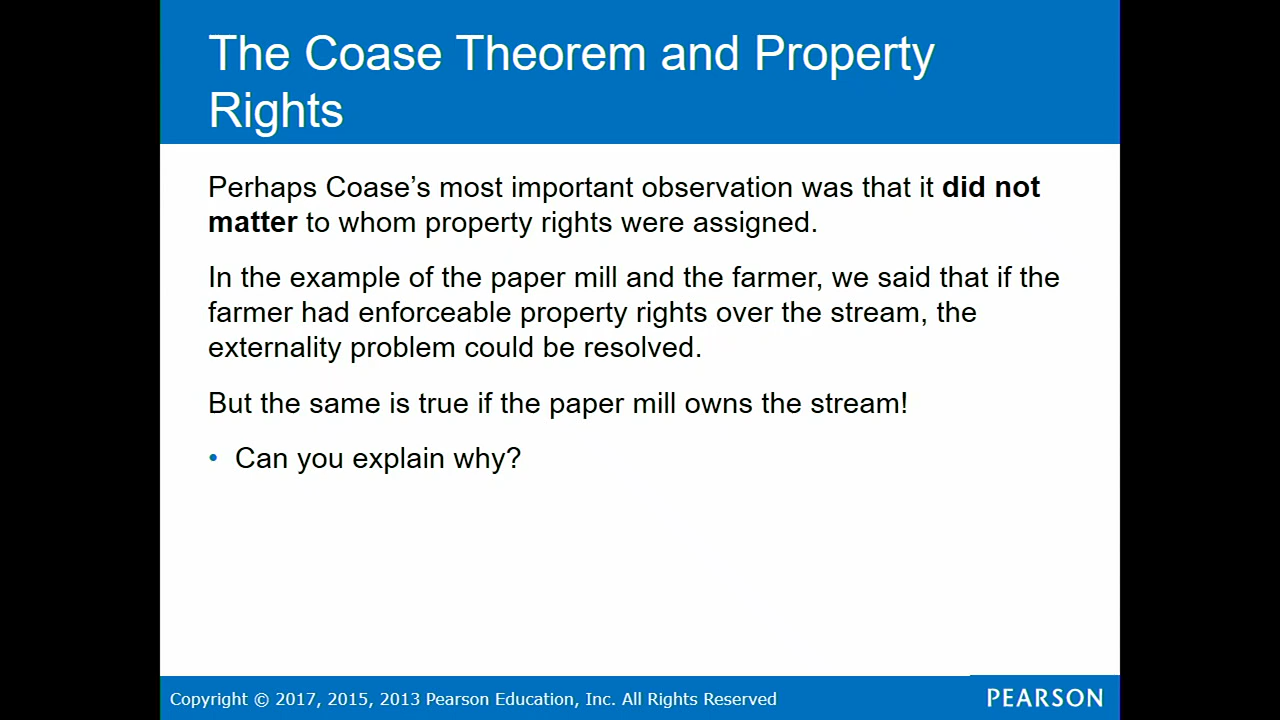 The Coase Theorem and Property
Rights
Perhaps Coase’s most important observation was that it did not
matter to whom property rights were assigned.
In the example of the paper mill and the farmer, we said that if the
farmer had enforceable property rights over the stream, the
externality problem could be resolved.
But the same is true if the paper mill owns the stream!
• Can you explain why?
Copyright © 2017, 2015, 2013 Pearson Education, Inc. All Rights Reserved
PEARSON